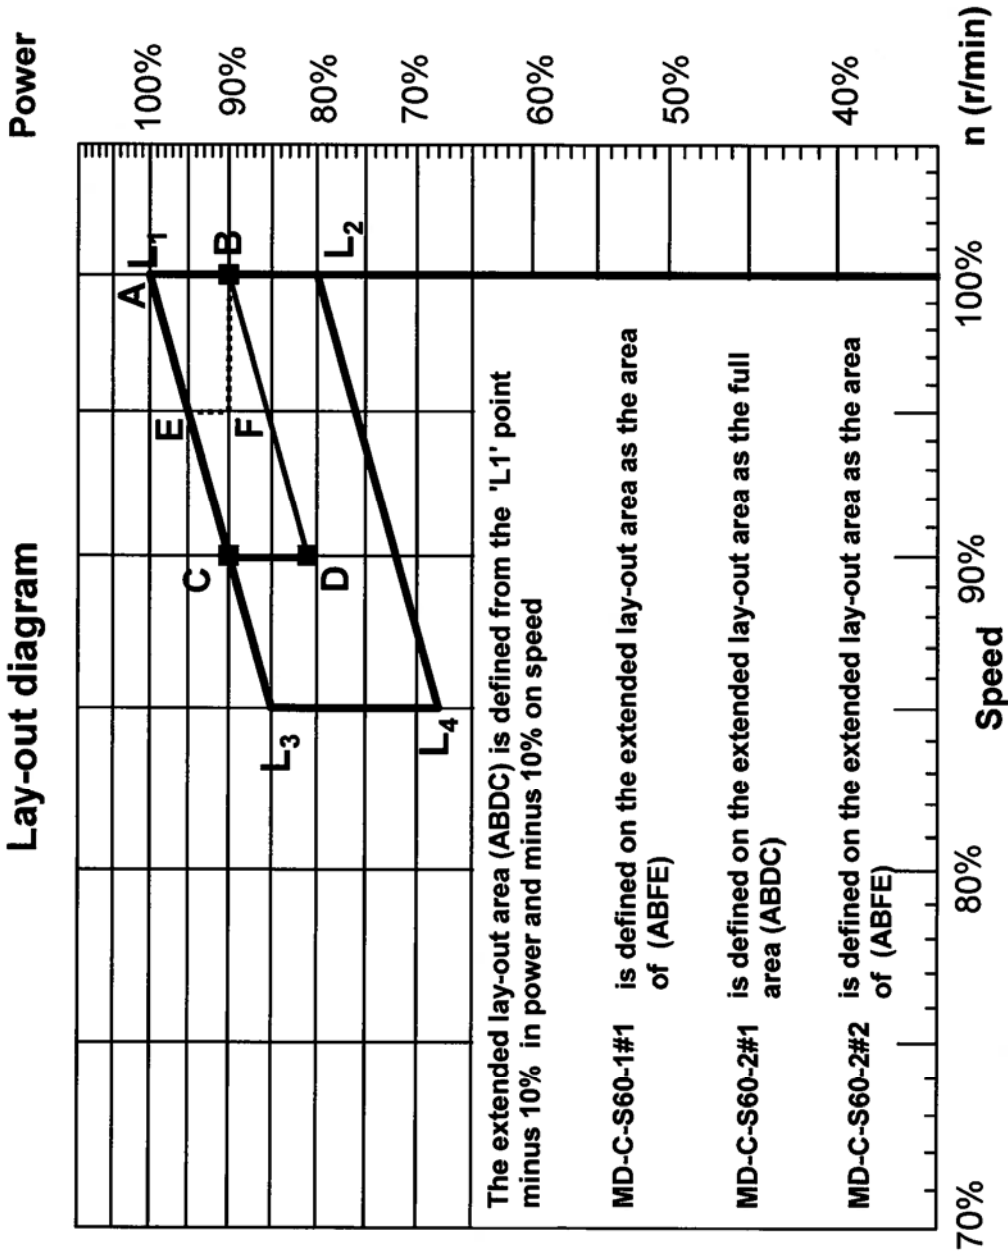 Lay-out diagram
Power
100%
90%
80%
70%
60%
50%
40%
n (r/min)
A
L1
B
L2
E
F
C
D
L3
L4
The extended lay-out area (ABDC) is defined from the 'L1' point
minus 10% in power and minus 10% on speed
MD-C-S60-1#1 is defined on the extended lay-out area as the area
of (ABFE)
MD-C-S60-2#1 is defined on the extended lay-out area as the full
area (ABDC)
MD-C-S60-2#2 is defined on the extended lay-out area as the area
of (ABFE)
70%
80%
90%
100%
Speed